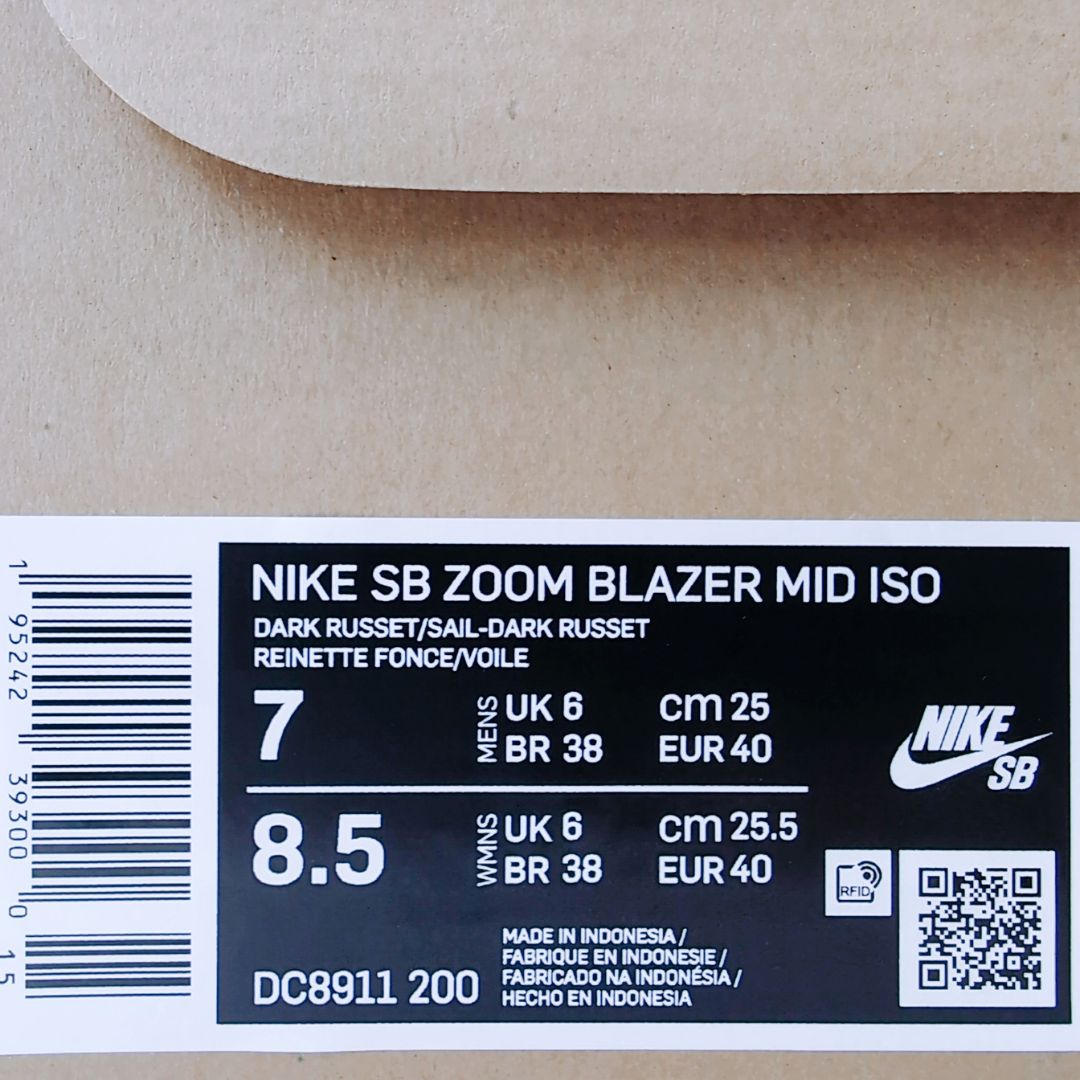 NIKE SB ZOOM BLAZER MID ISO
DARK RUSSET/SAIL-DARK RUSSET
REINETTE FONCE/VOILE
7 MENS UK 6 cm 25
BR 38 EUR 40
8.5 WMNS UK 6 cm 25.5
BR 38 EUR 40
NIKE
SB
RFID
DC8911 200
MADE IN INDONESIA /
FABRIQUE EN INDONESIE /
FABRICADO NA INDONÉSIA /
HECHO EN INDONESIA
1 95242 39300 0 15